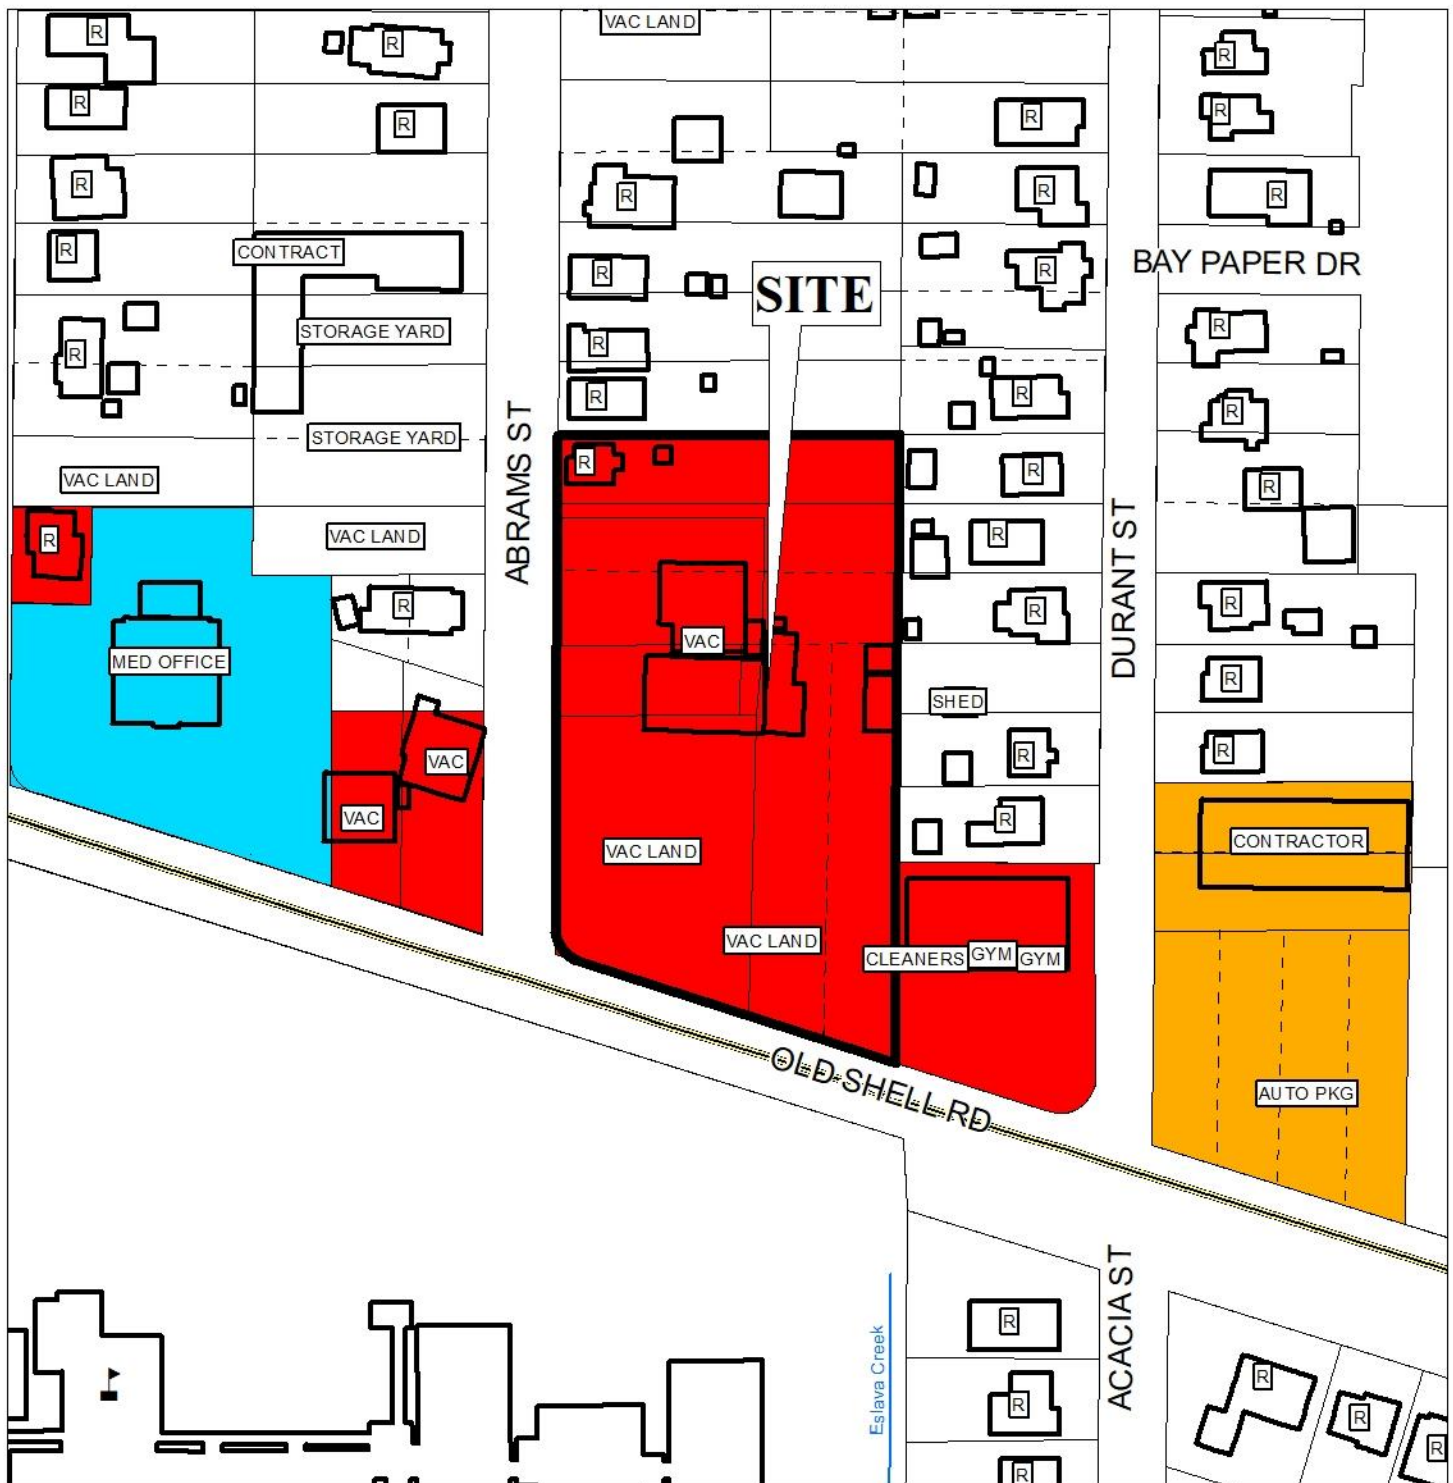 VAC LAND
R
R
R
R
R
R
R
R
R
R
R
R
R
CONTRACT
R
R
R
SITE
BAY PAPER DR
STORAGE YARD
R
R
R
R
R
R
ABRAMS ST
STORAGE YARD
R
VAC LAND
R
R
R
DURANT ST
R
VAC LAND
R
R
R
R
VAC
MED OFFICE
R
SHED
R
R
VAC
VAC
R
CONTRACTOR
VAC LAND
VAC LAND
CLEANERS
GYM
GYM
OLD SHELL RD
AUTO PKG
ACACIA ST
Eslava Creek
R
R
R
R
R
R